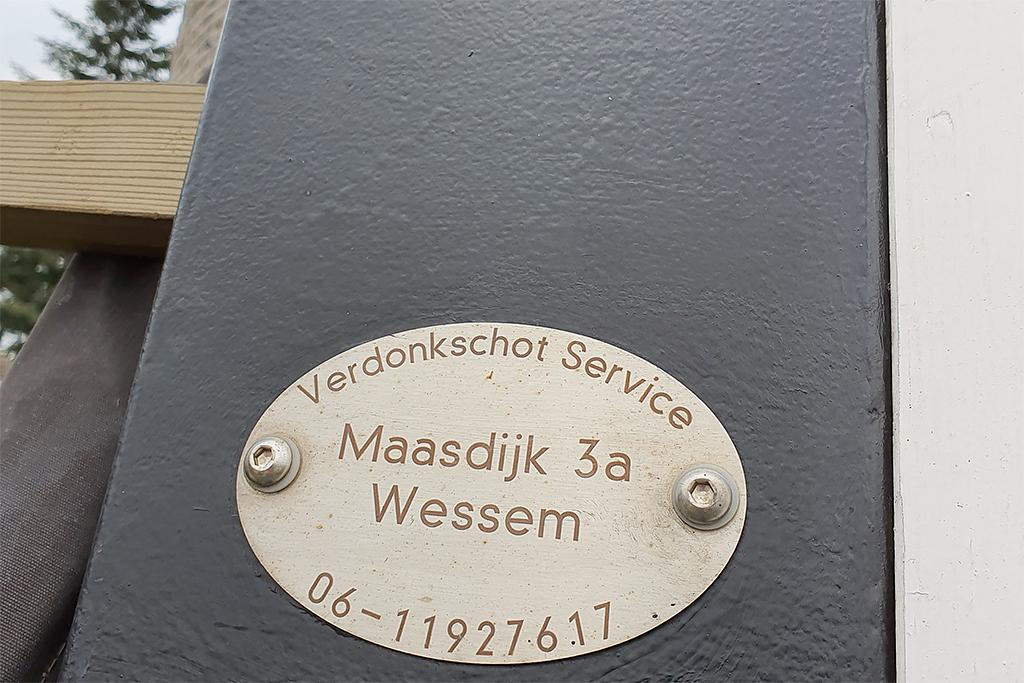 Verdonkschot Service
Maasdijk 3a
Wessem
06-11927617